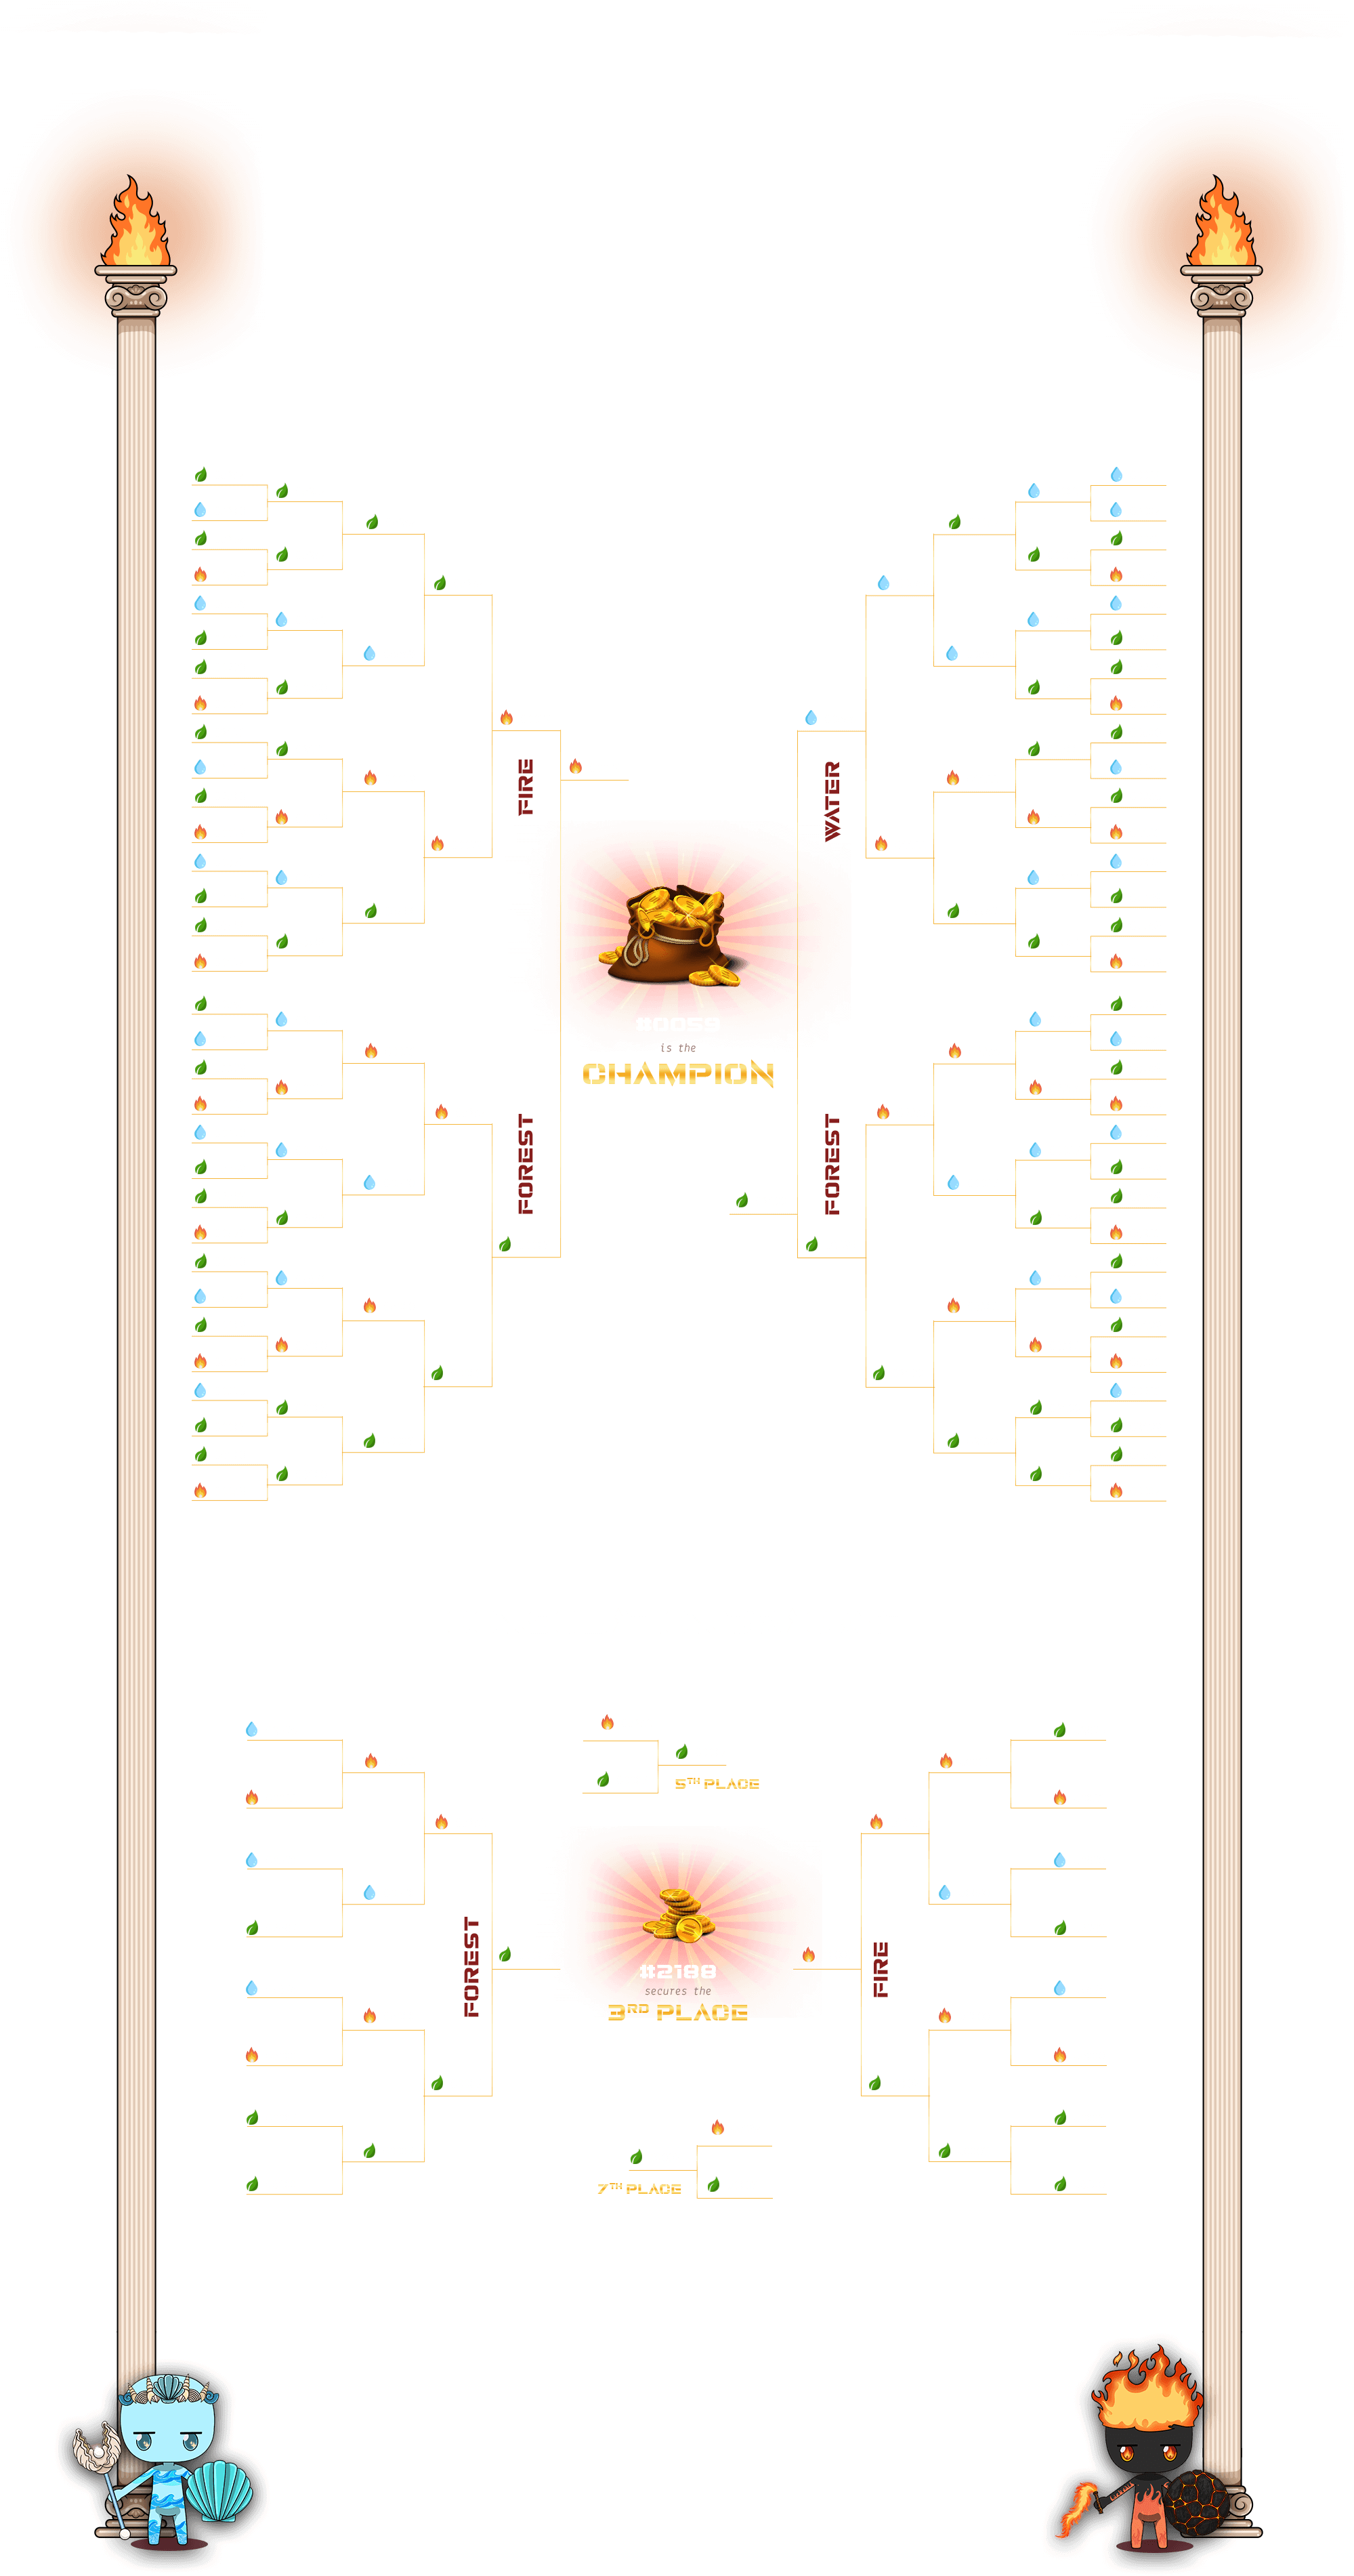 FIRE
WATER
#0059
is the
CHAMPION
FOREST
FOREST
5TH PLACE
FOREST
FIRE
#2188
secures the
3RD PLACE
7TH PLACE